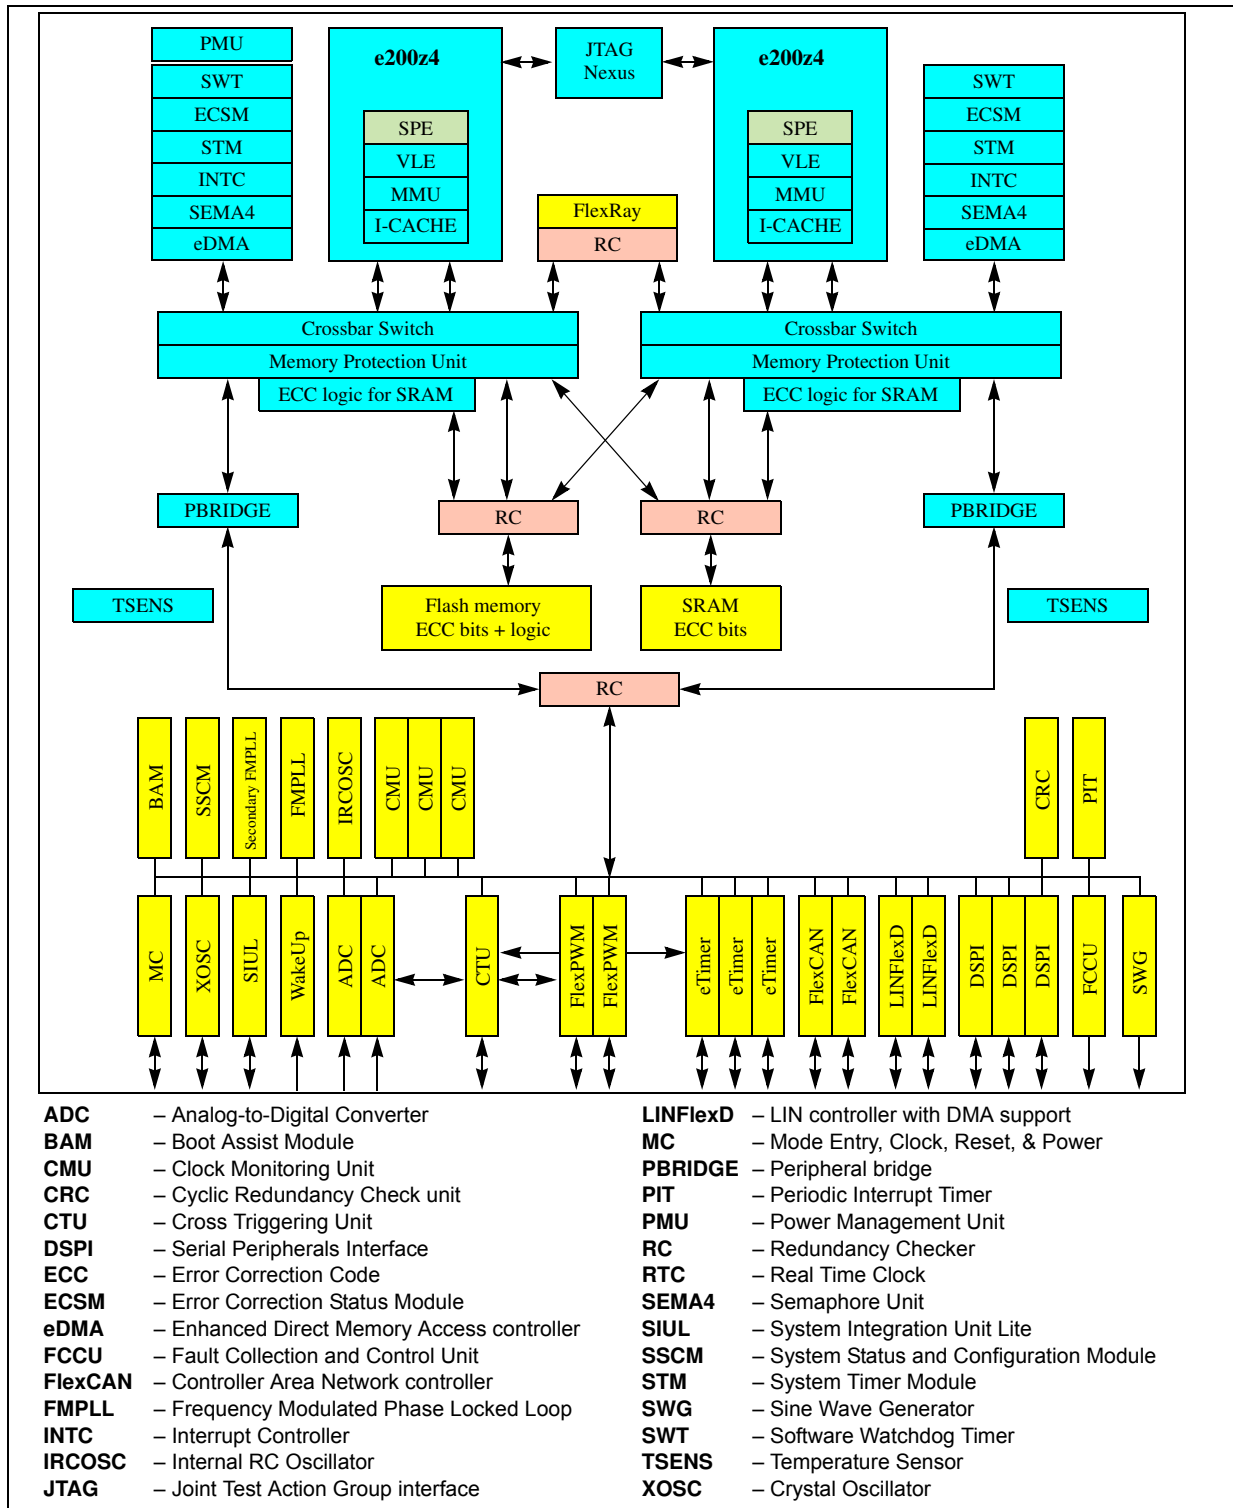 PMU
SWT
ECSM
STM
INTC
SEMA4
eDMA
e200z4
SPE
VLE
MMU
I-CACHE
JTAG
Nexus
FlexRay
RC
e200z4
SPE
VLE
MMU
I-CACHE
SWT
ECSM
STM
INTC
SEMA4
eDMA
Crossbar Switch
Memory Protection Unit
ECC logic for SRAM
Crossbar Switch
Memory Protection Unit
ECC logic for SRAM
PBRIDGE
RC
RC
PBRIDGE
TSENS
Flash memory
ECC bits + logic
SRAM
ECC bits
TSENS
RC
BAM
SSCM
Secondary FMPLL
FMPLL
IRCOSC
CMU
CMU
CMU
CRC
PIT
MC
XOSC
SIUL
WakeUp
ADC
ADC
CTU
FlexPWM
FlexPWM
eTimer
eTimer
eTimer
FlexCAN
FlexCAN
LINFlexD
LINFlexD
DSPI
DSPI
DSPI
FCCU
SWG
ADC – Analog-to-Digital Converter
BAM – Boot Assist Module
CMU – Clock Monitoring Unit
CRC – Cyclic Redundancy Check unit
CTU – Cross Triggering Unit
DSPI – Serial Peripherals Interface
ECC – Error Correction Code
ECSM – Error Correction Status Module
eDMA – Enhanced Direct Memory Access controller
FCCU – Fault Collection and Control Unit
FlexCAN – Controller Area Network controller
FMPLL – Frequency Modulated Phase Locked Loop
INTC – Interrupt Controller
IRCOSC – Internal RC Oscillator
JTAG – Joint Test Action Group interface
LINFlexD – LIN controller with DMA support
MC – Mode Entry, Clock, Reset, & Power
PBRIDGE – Peripheral bridge
PIT – Periodic Interrupt Timer
PMU – Power Management Unit
RC – Redundancy Checker
RTC – Real Time Clock
SEMA4 – Semaphore Unit
SIUL – System Integration Unit Lite
SSCM – System Status and Configuration Module
STM – System Timer Module
SWG – Sine Wave Generator
SWT – Software Watchdog Timer
TSENS – Temperature Sensor
XOSC – Crystal Oscillator